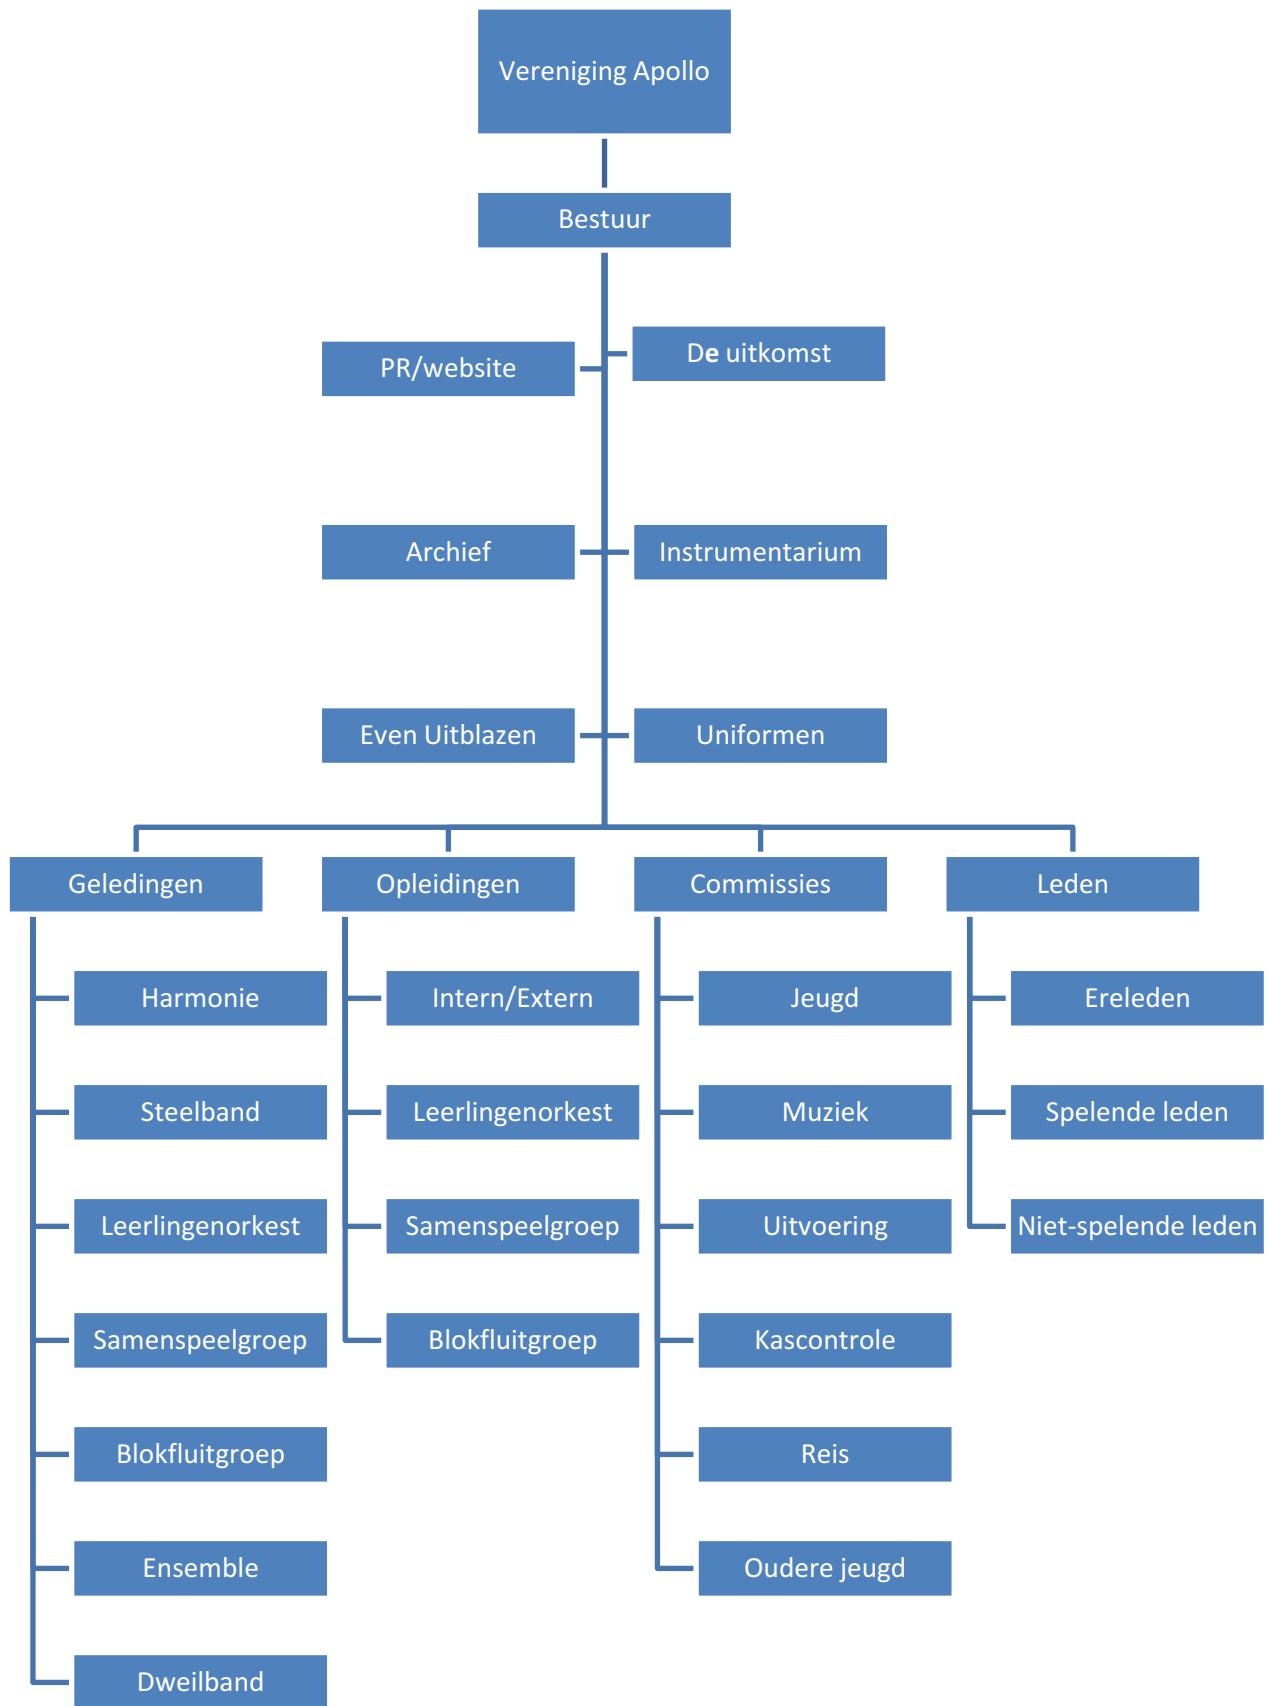 Vereniging Apollo
Bestuur
PR/website
De uitkomst
Archief
Instrumentarium
Even Uitblazen
Uniformen
Geledingen
Harmonie
Steelband
Leerlingenorkest
Samenspeelgroep
Blokfluitgroep
Ensemble
Dweilband
Opleidingen
Intern/Extern
Leerlingenorkest
Samenspeelgroep
Blokfluitgroep
Commissies
Jeugd
Muziek
Uitvoering
Kascontrole
Reis
Oudere jeugd
Leden
Ereleden
Spelende leden
Niet-spelende leden